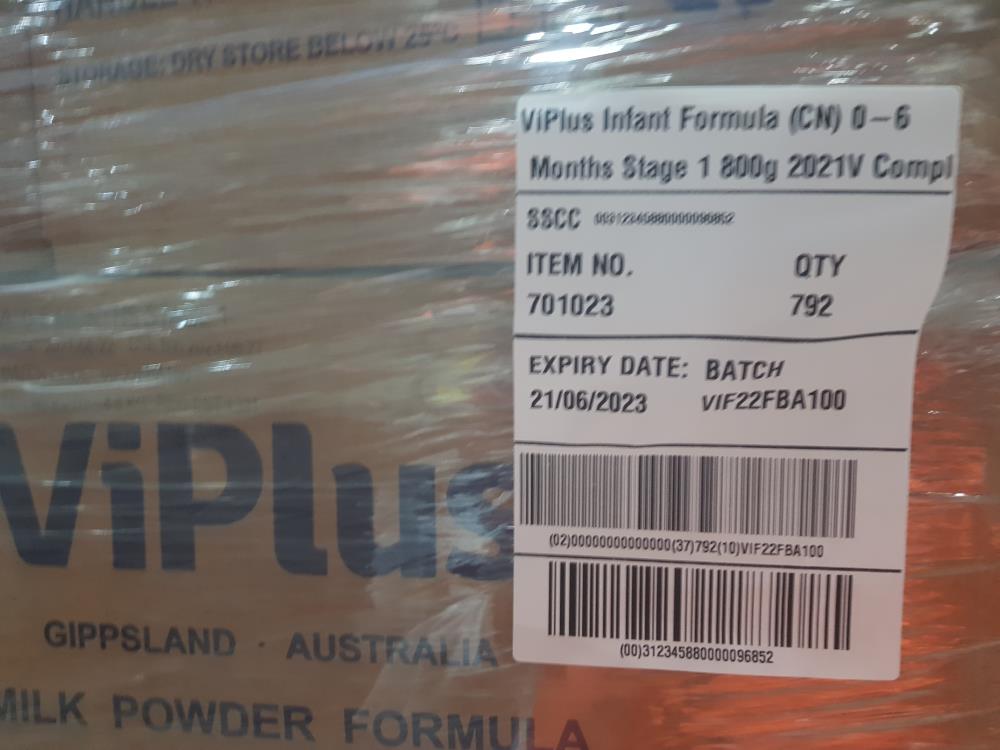 STORAGE: DRY STORE BELOW 25°C
ViPlus Infant Formula (CN) 0-6
Months Stage 1 800g 2021V Compl
SSCC 00312345880000096852
ITEM NO. QTY
701023 792
EXPIRY DATE: BATCH
21/06/2023 VIF22FBA100
(02)00000000000000(37)792(10)VIF22FBA100
(00)312345880000096852
ViPlus
GIPPSLAND · AUSTRALIA
MILK POWDER FORMULA